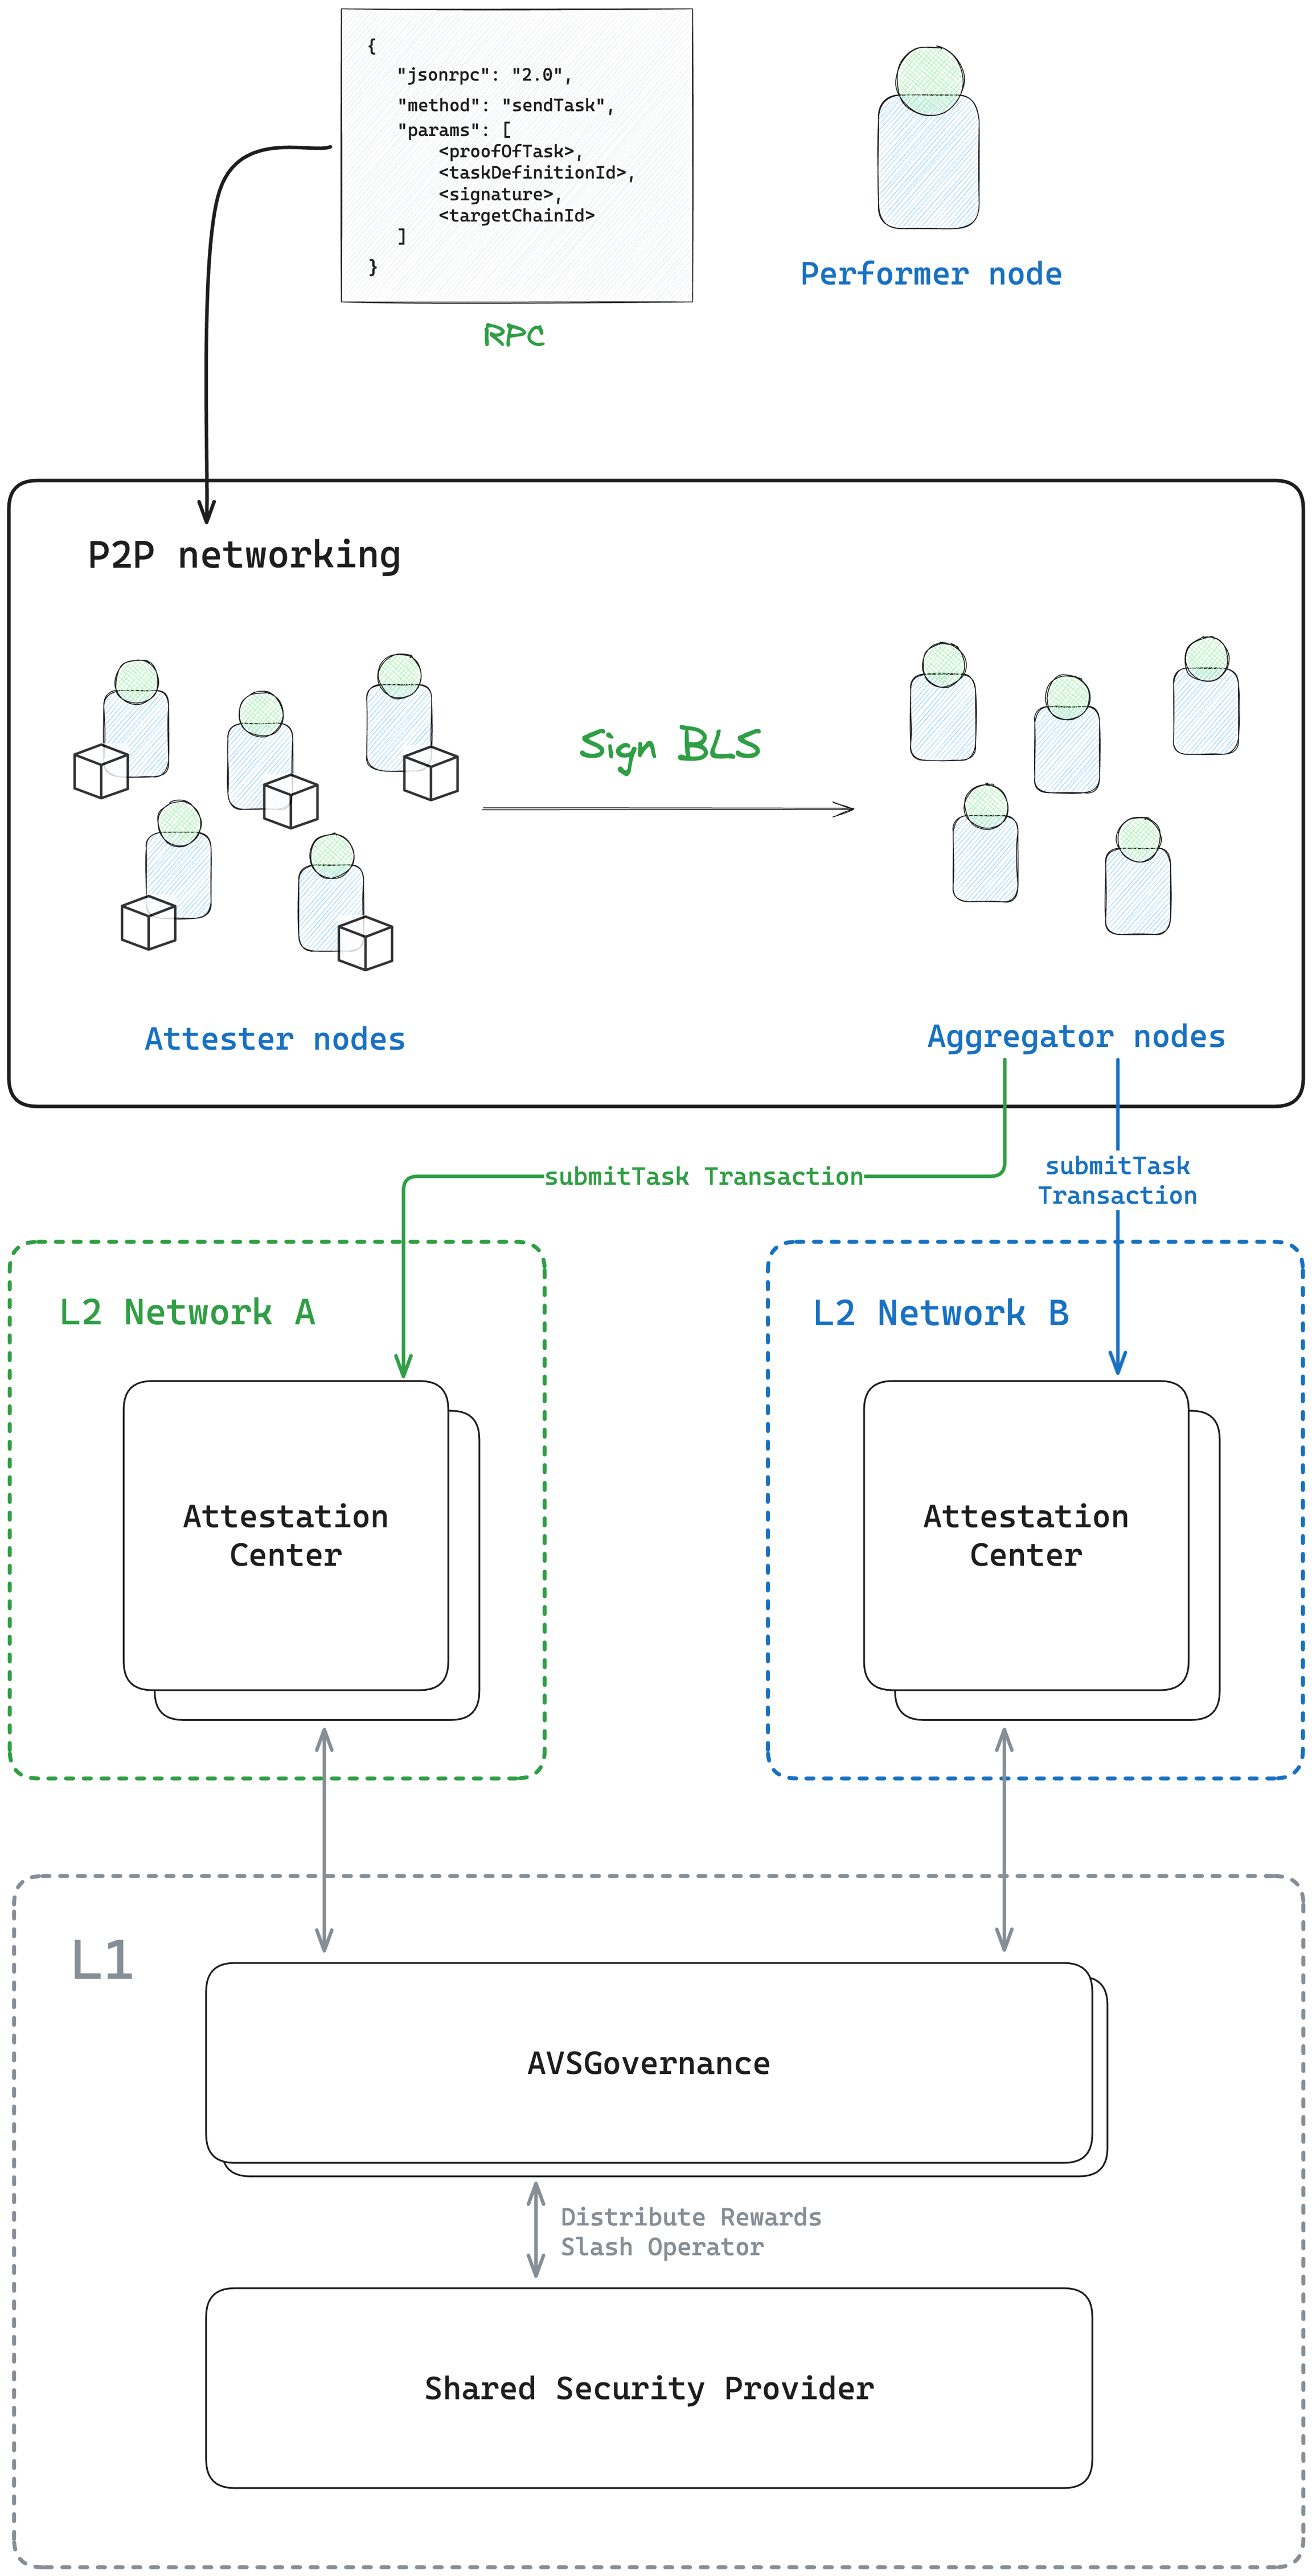 {
"jsonrpc": "2.0",
"method": "sendTask",
"params": [
<proofOfTask>,
<taskDefinitionId>,
<signature>,
<targetChainId>
]
}
RPC
Performer node
P2P networking
Sign BLS
Attester nodes
Aggregator nodes
submitTask Transaction
submitTask
Transaction
L2 Network A
L2 Network B
Attestation
Center
Attestation
Center
L1
AVSGovernance
Distribute Rewards
Slash Operator
Shared Security Provider